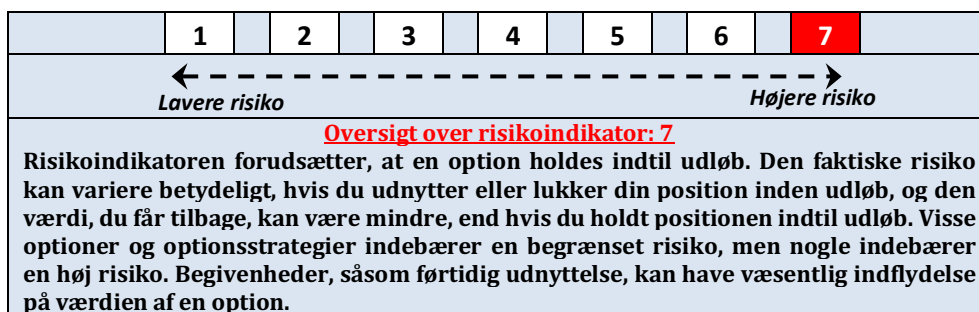 1 2 3 4 5 6 7
Lavere risiko Højere risiko
Oversigt over risikoindikator: 7
Risikoindikatoren forudsætter, at en option holdes indtil udløb. Den faktiske risiko
kan variere betydeligt, hvis du udnytter eller lukker din position inden udløb, og den
værdi, du får tilbage, kan være mindre, end hvis du holdt positionen indtil udløb. Visse
optioner og optionsstrategier indebærer en begrænset risiko, men nogle indebærer
en høj risiko. Begivenheder, såsom førtidig udnyttelse, kan have væsentlig indflydelse
på værdien af en option.